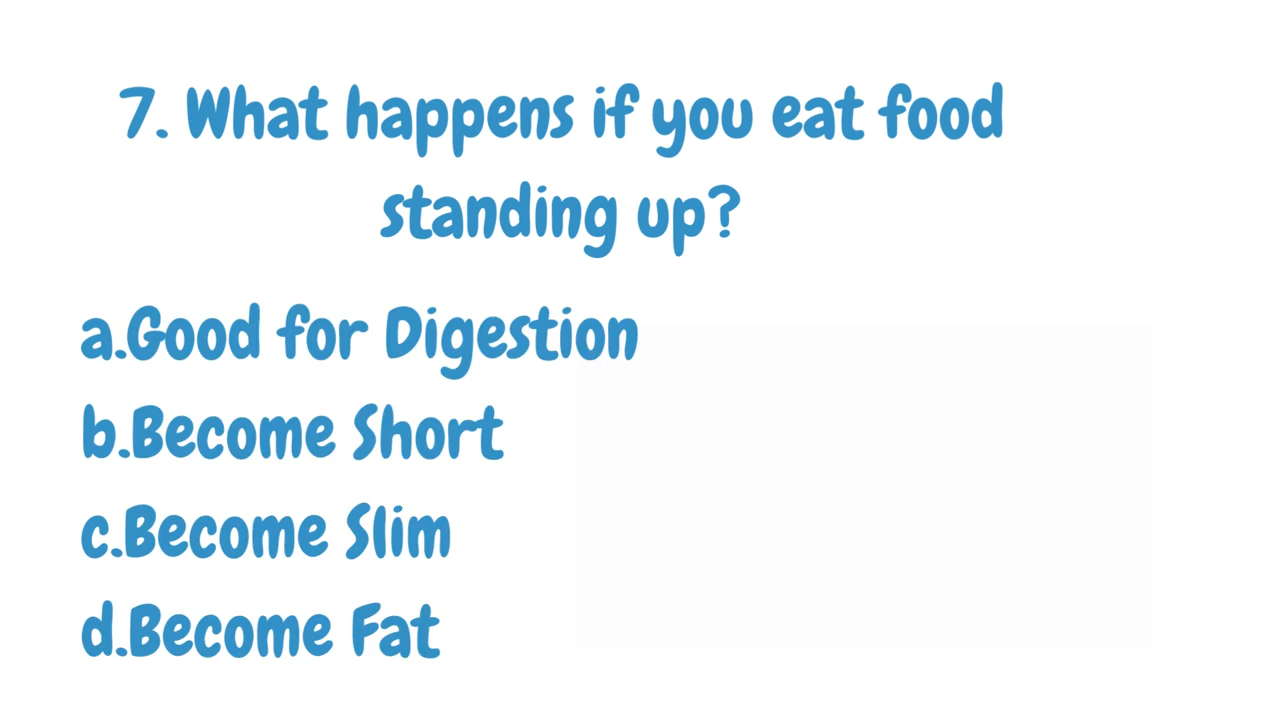 7. What happens if you eat food
standing up?
a.Good for Digestion
b.Become Short
c.Become Slim
d.Become Fat